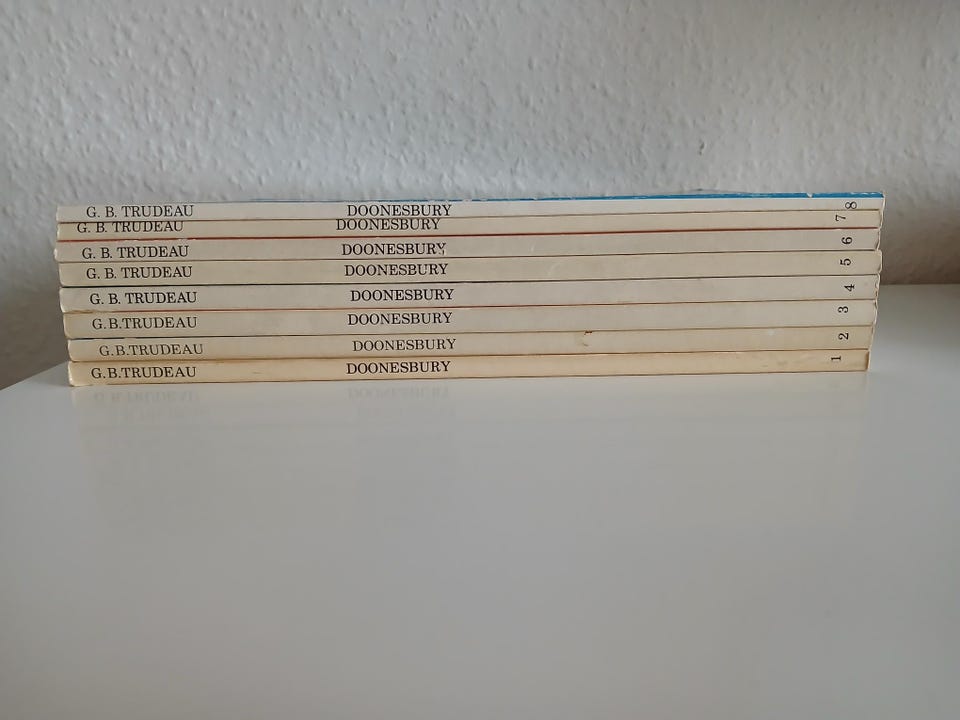 G. B. TRUDEAU DOONESBURY 8
G. B. TRUDEAU DOONESBURY 7
G. B. TRUDEAU DOONESBURY 6
G. B. TRUDEAU DOONESBURY 5
G. B. TRUDEAU DOONESBURY 4
G.B.TRUDEAU DOONESBURY 3
G.B.TRUDEAU DOONESBURY 2
G.B.TRUDEAU DOONESBURY 1